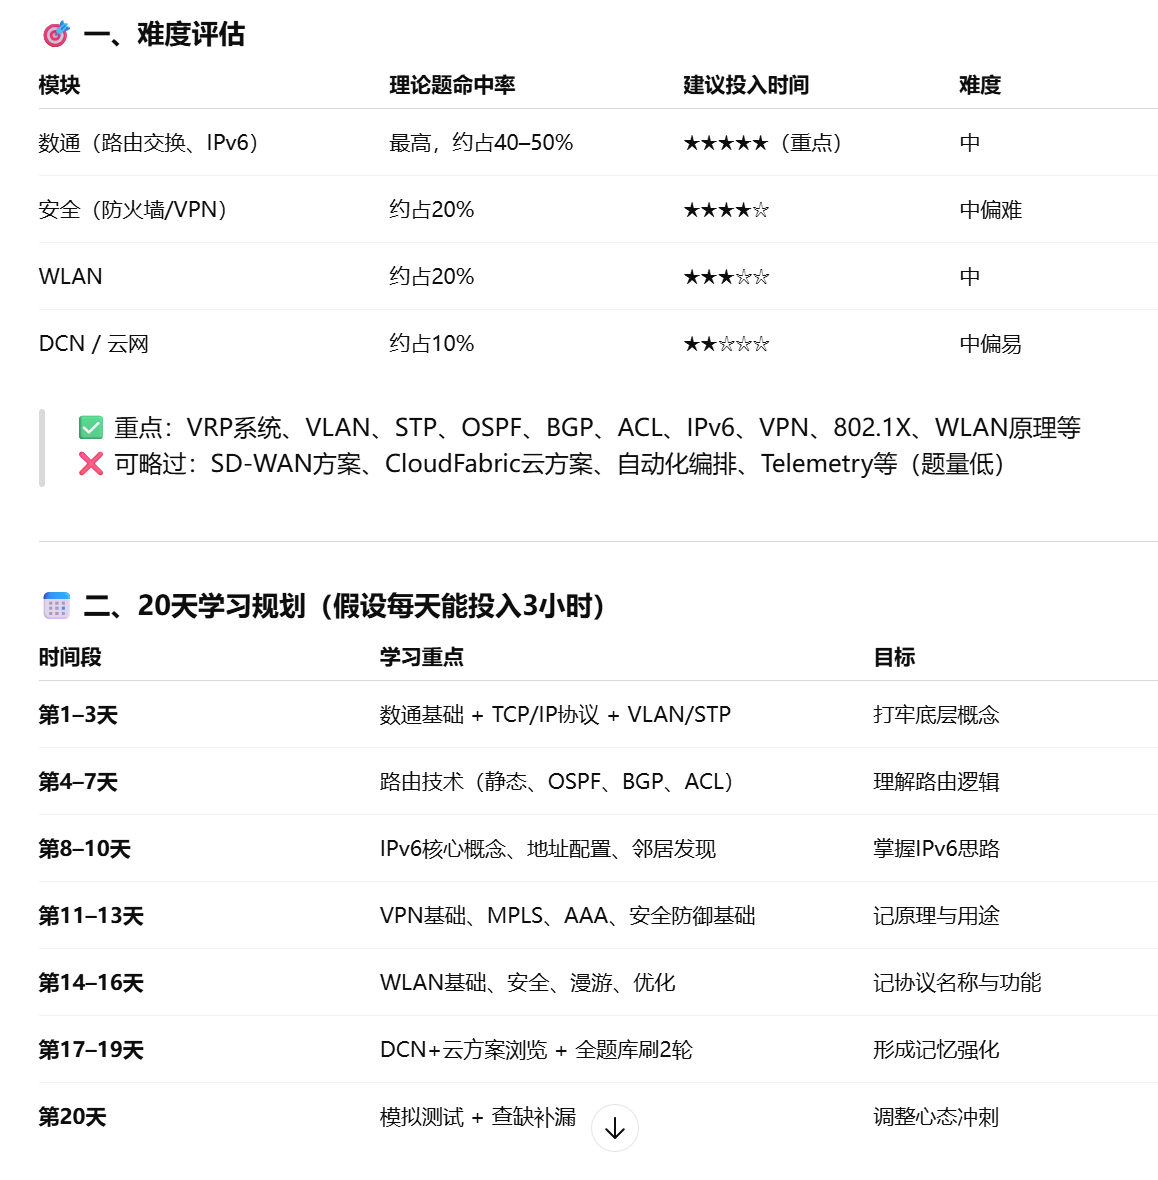 🎯 一、难度评估
模块 理论题命中率 建议投入时间 难度
数通（路由交换、IPv6） 最高，约占40–50% ★★★★★（重点） 中
安全（防火墙/VPN） 约占20% ★★★★☆ 中偏难
WLAN 约占20% ★★★☆☆ 中
DCN / 云网 约占10% ★★☆☆☆ 中偏易
✅ 重点：VRP系统、VLAN、STP、OSPF、BGP、ACL、IPv6、VPN、802.1X、WLAN原理等
❌ 可略过：SD-WAN方案、CloudFabric云方案、自动化编排、Telemetry等（题量低）
📅 二、20天学习规划（假设每天能投入3小时）
时间段 学习重点 目标
第1–3天 数通基础 + TCP/IP协议 + VLAN/STP 打牢底层概念
第4–7天 路由技术（静态、OSPF、BGP、ACL） 理解路由逻辑
第8–10天 IPv6核心概念、地址配置、邻居发现 掌握IPv6思路
第11–13天 VPN基础、MPLS、AAA、安全防御基础 记原理与用途
第14–16天 WLAN基础、安全、漫游、优化 记协议名称与功能
第17–19天 DCN+云方案浏览 + 全题库刷2轮 形成记忆强化
第20天 模拟测试 + 查缺补漏 调整心态冲刺